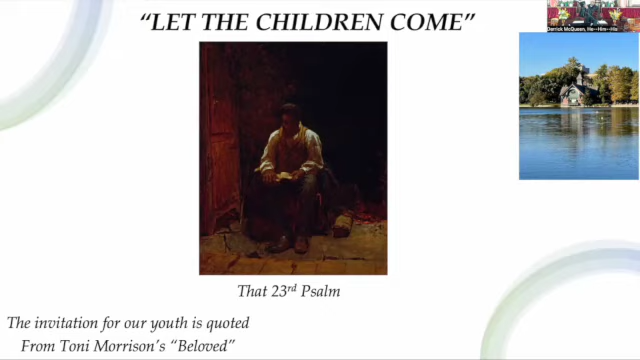 “LET THE CHILDREN COME”
Derrick McQueen, He~Him~His
That 23rd Psalm
The invitation for our youth is quoted
From Toni Morrison’s “Beloved”